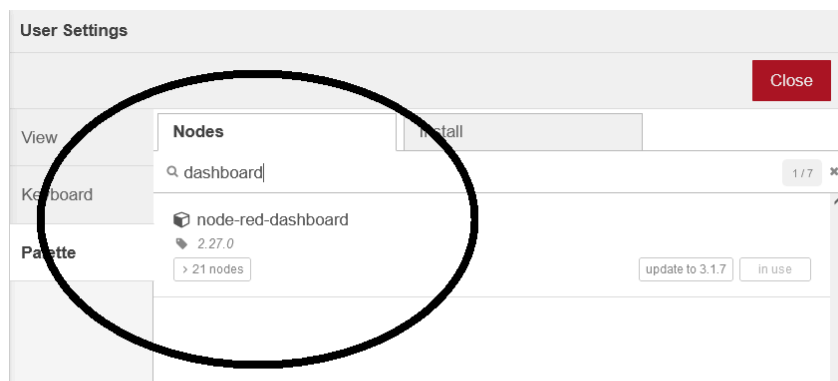 User Settings
Close
View
Nodes
Install
dashboard
1 / 7
Keyboard
node-red-dashboard
2.27.0
Palette
> 21 nodes
update to 3.1.7
in use